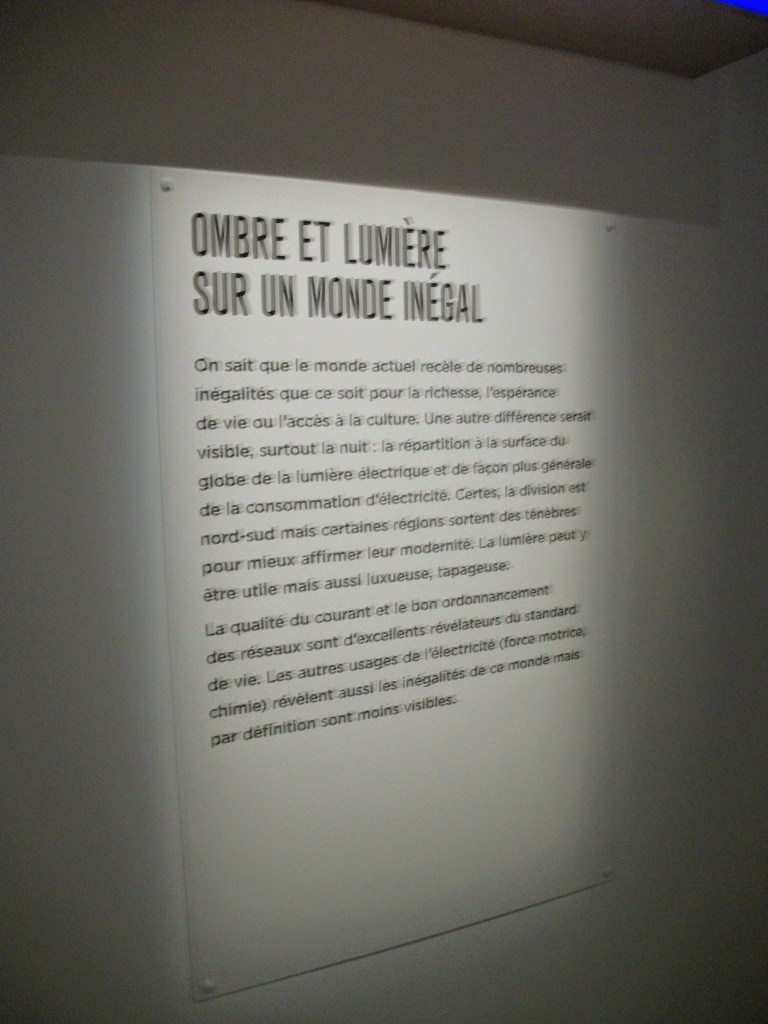 OMBRE ET LUMIÈRE
SUR UN MONDE INÉGAL
On sait que le monde actuel recèle de nombreuses
inégalités que ce soit pour la richesse, l'espérance
de vie ou l'accès à la culture. Une autre différence serait
visible, surtout la nuit : la répartition à la surface du
globe de la lumière électrique et de façon plus générale
de la consommation d'électricité. Certes, la division est
nord-sud mais certaines régions sortent des ténèbres
pour mieux affirmer leur modernité. La lumière peut y
être utile mais aussi luxueuse, tapageuse.
La qualité du courant et le bon ordonnancement
des réseaux sont d'excellents révélateurs du standard
de vie. Les autres usages de l'électricité (force motrice,
chimie) révèlent aussi les inégalités de ce monde mais
par définition sont moins visibles.